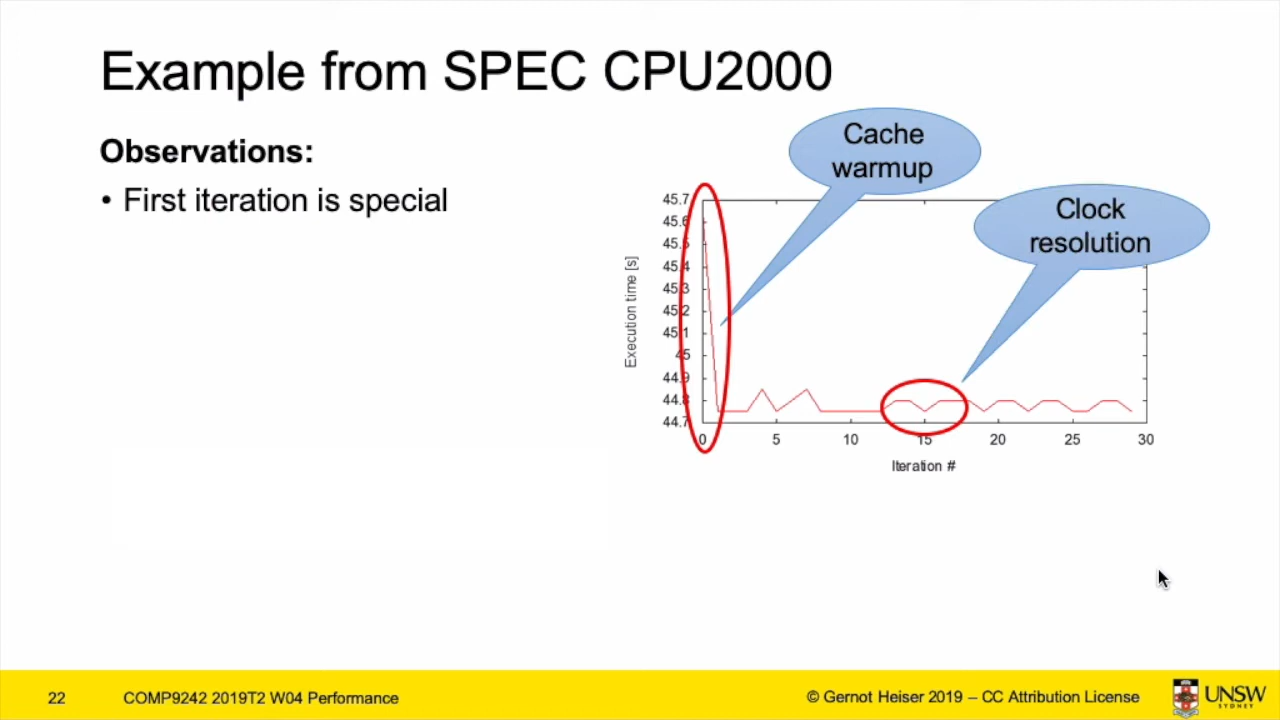 Example from SPEC CPU2000
Observations:
• First iteration is special
Cache
warmup
Clock
resolution
Execution time [s]
45.7
45.6
45.5
45.4
45.3
45.2
45.1
45
44.9
44.8
44.7
0 5 10 15 20 25 30
Iteration #
22 COMP9242 2019T2 W04 Performance © Gernot Heiser 2019 – CC Attribution License
UNSW
SYDNEY